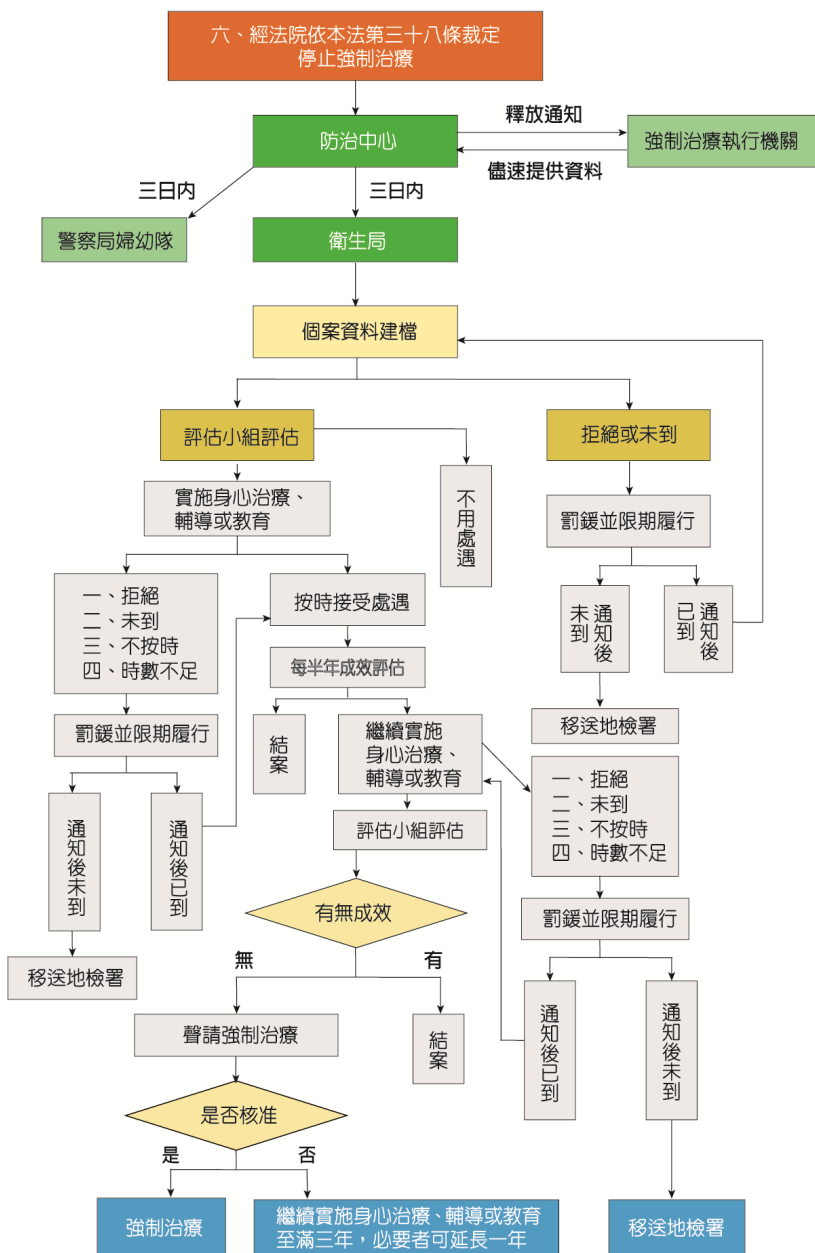 六、經法院依本法第三十八條裁定
停止強制治療
防治中心
釋放通知
儘速提供資料
強制治療執行機關
三日內
三日內
警察局婦幼隊
衛生局
個案資料建檔
評估小組評估
拒絕或未到
實施身心治療、
輔導或教育
不用處遇
罰鍰並限期履行
一、拒絕
二、未到
三、不按時
四、時數不足
按時接受處遇
通知後
未到
通知後
已到
每半年成效評估
移送地檢署
罰鍰並限期履行
結案
繼續實施
身心治療、
輔導或教育
一、拒絕
二、未到
三、不按時
四、時數不足
通知後未到
通知後已到
評估小組評估
有無成效
罰鍰並限期履行
移送地檢署
無
有
聲請強制治療
結案
通知後已到
通知後未到
是否核准
是
否
強制治療
繼續實施身心治療、輔導或教育
至滿三年，必要者可延長一年
移送地檢署